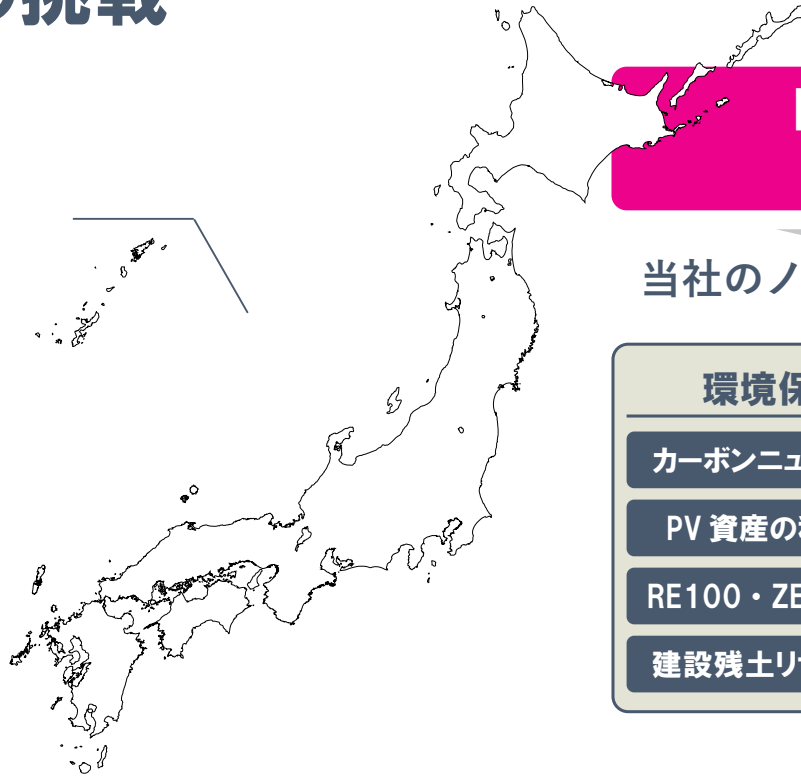 挑戦
当社のノ
環境保
カーボンニュ
PV 資産の
RE100・ZE
建設残土リサ